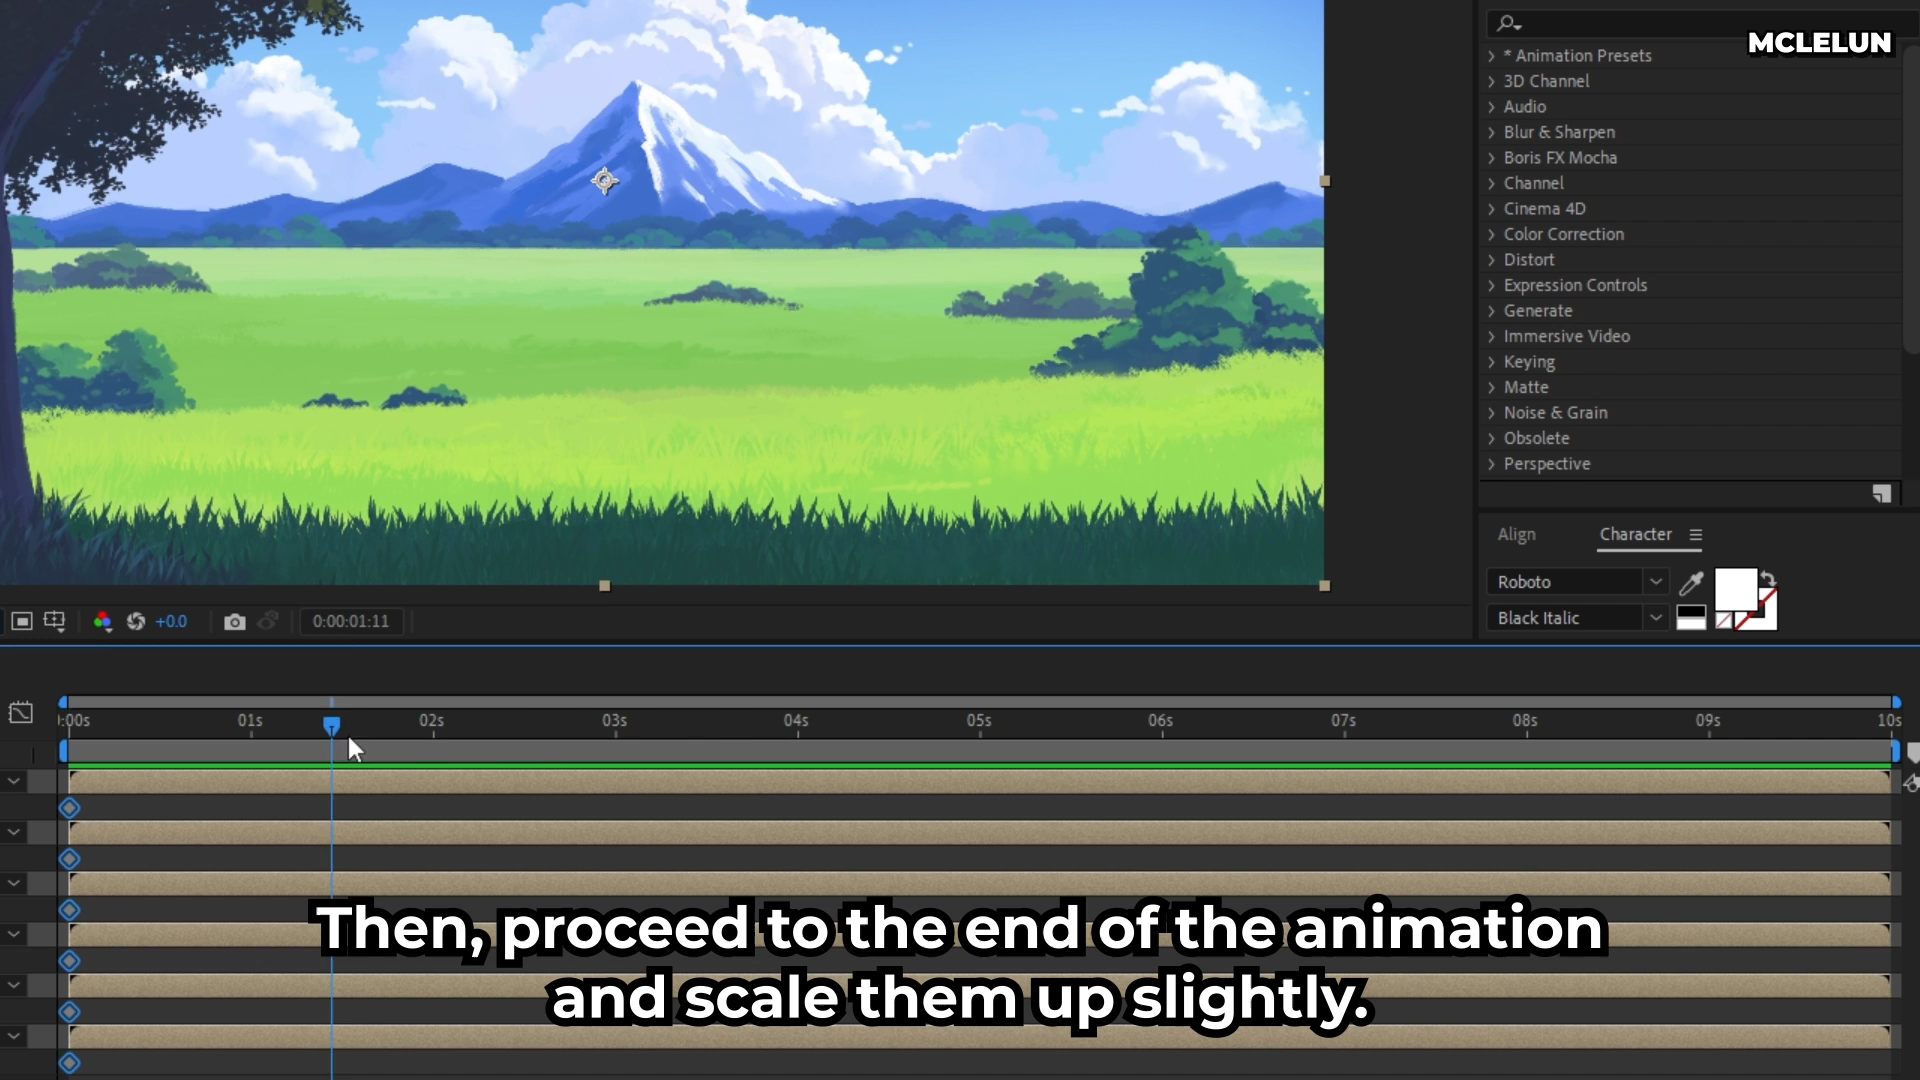 MCLELUN
* Animation Presets
3D Channel
Audio
Blur & Sharpen
Boris FX Mocha
Channel
Cinema 4D
Color Correction
Distort
Expression Controls
Generate
Immersive Video
Keying
Matte
Noise & Grain
Obsolete
Perspective
Align Character
Roboto
Black Italic
+0.0 0:00:01:11
):00s 01s 02s 03s 04s 05s 06s 07s 08s 09s 10s
Then, proceed to the end of the animation
and scale them up slightly.